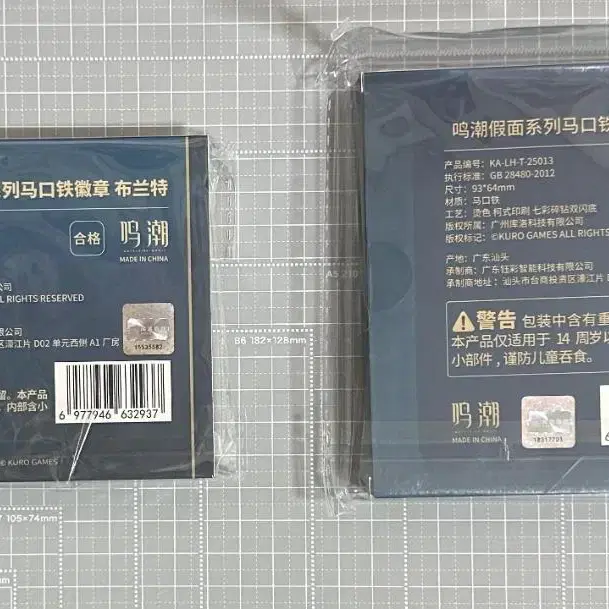 列马口铁徽章 布兰特
合格
鸣潮
MADE IN CHINA
公司
ALL RIGHTS RESERVED
限公司
区濠江片 D02 单元西侧 A1 厂房
留。本产品
内部含小
6 977946 632937
© KURO GAMES
鸣潮假面系列马口铁
产品编号：KA-LH-T-25013
执行标准：GB 28480-2012
尺寸：93*64mm
材质：马口铁
工艺：烫色 柯式印刷 七彩碎钻双闪底
版权所属：广州库洛科技有限公司
版权标记：©KURO GAMES ALL RIGHTS
产地：广东汕头
承制商：广东钰彩智能科技有限公司
承制商地址：汕头市台商投资区濠江片
警告 包装中含有重
本产品仅适用于 14 周岁以
小部件，谨防儿童吞食。
鸣潮
MADE IN CHINA
18317703
6
A5 210
B6 182×128mm
105×74mm
mm